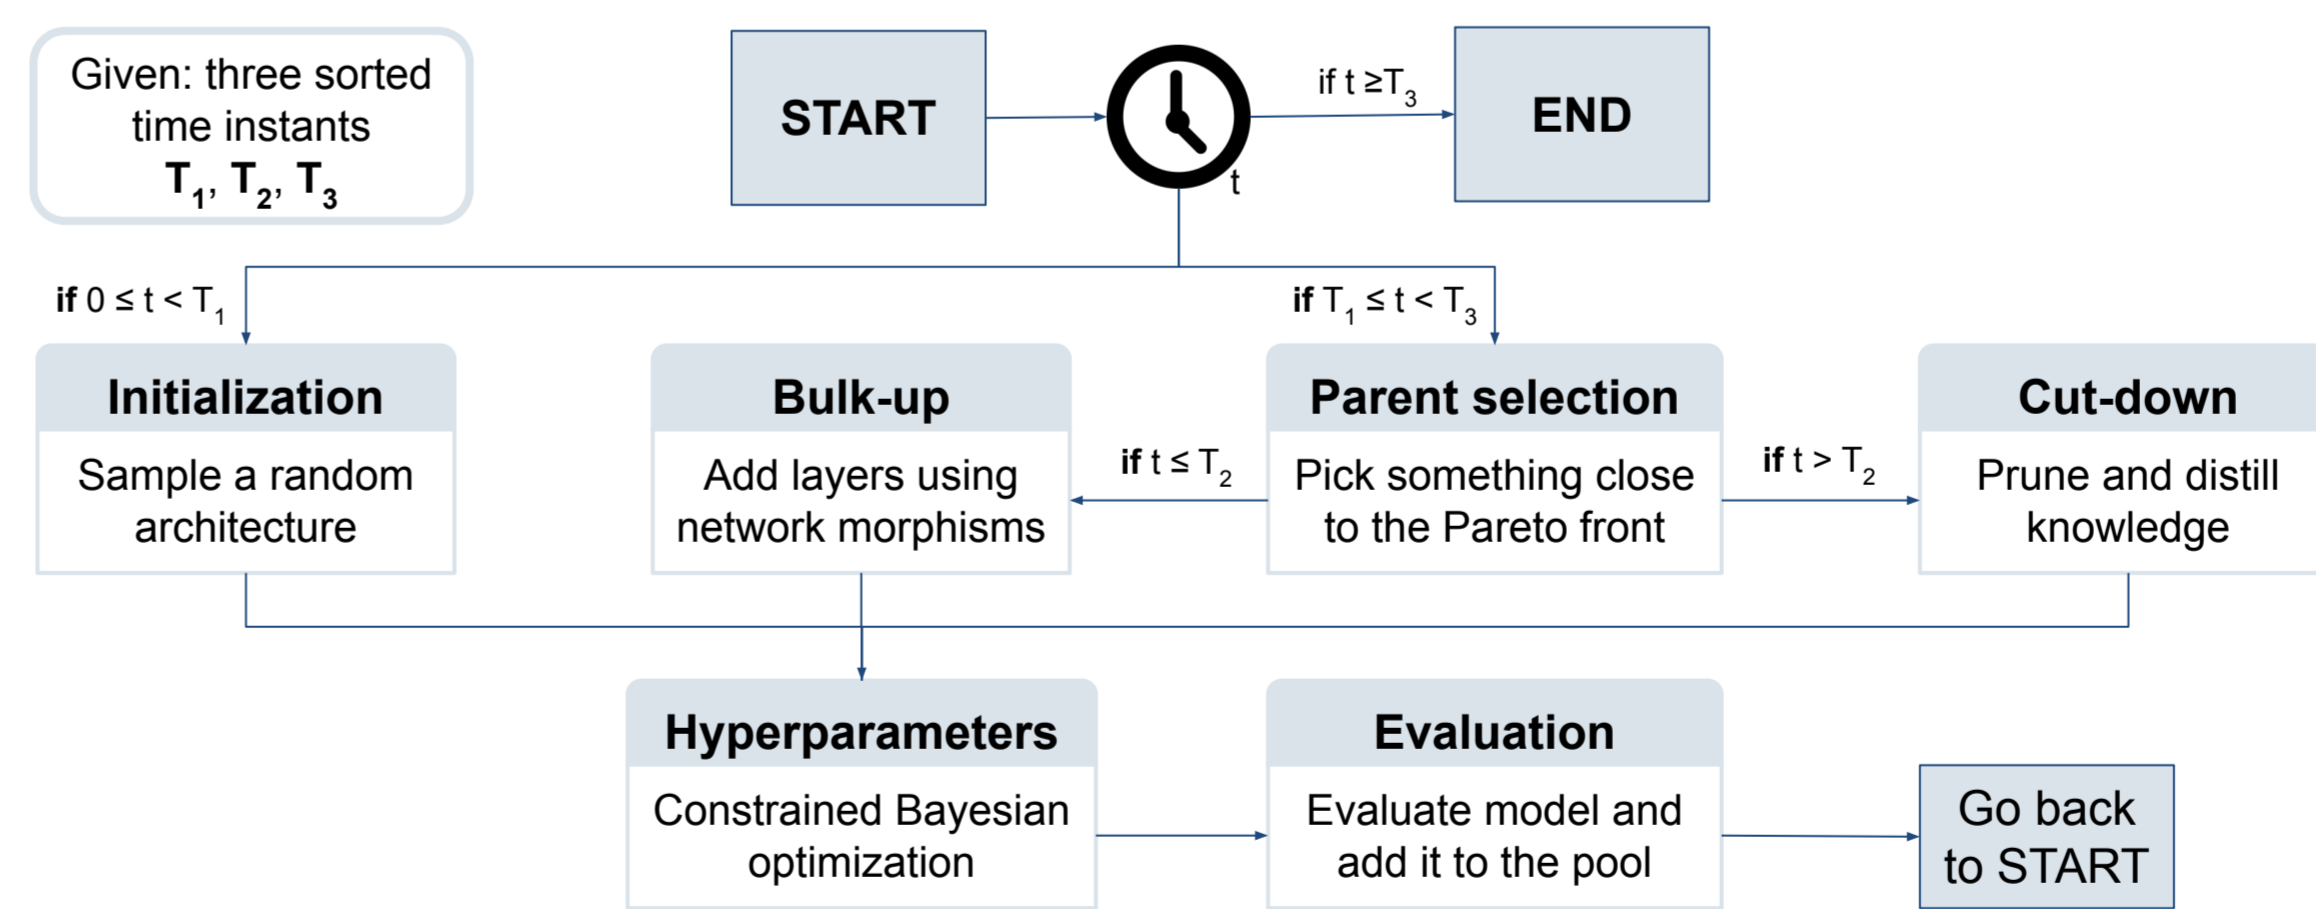 Given: three sorted
time instants
T1, T2, T3
START
t
if t ≥T3
END
if 0 ≤ t < T1
if T1 ≤ t < T3
Initialization
Sample a random
architecture
Bulk-up
Add layers using
network morphisms
if t ≤ T2
Parent selection
Pick something close
to the Pareto front
if t > T2
Cut-down
Prune and distill
knowledge
Hyperparameters
Constrained Bayesian
optimization
Evaluation
Evaluate model and
add it to the pool
Go back
to START